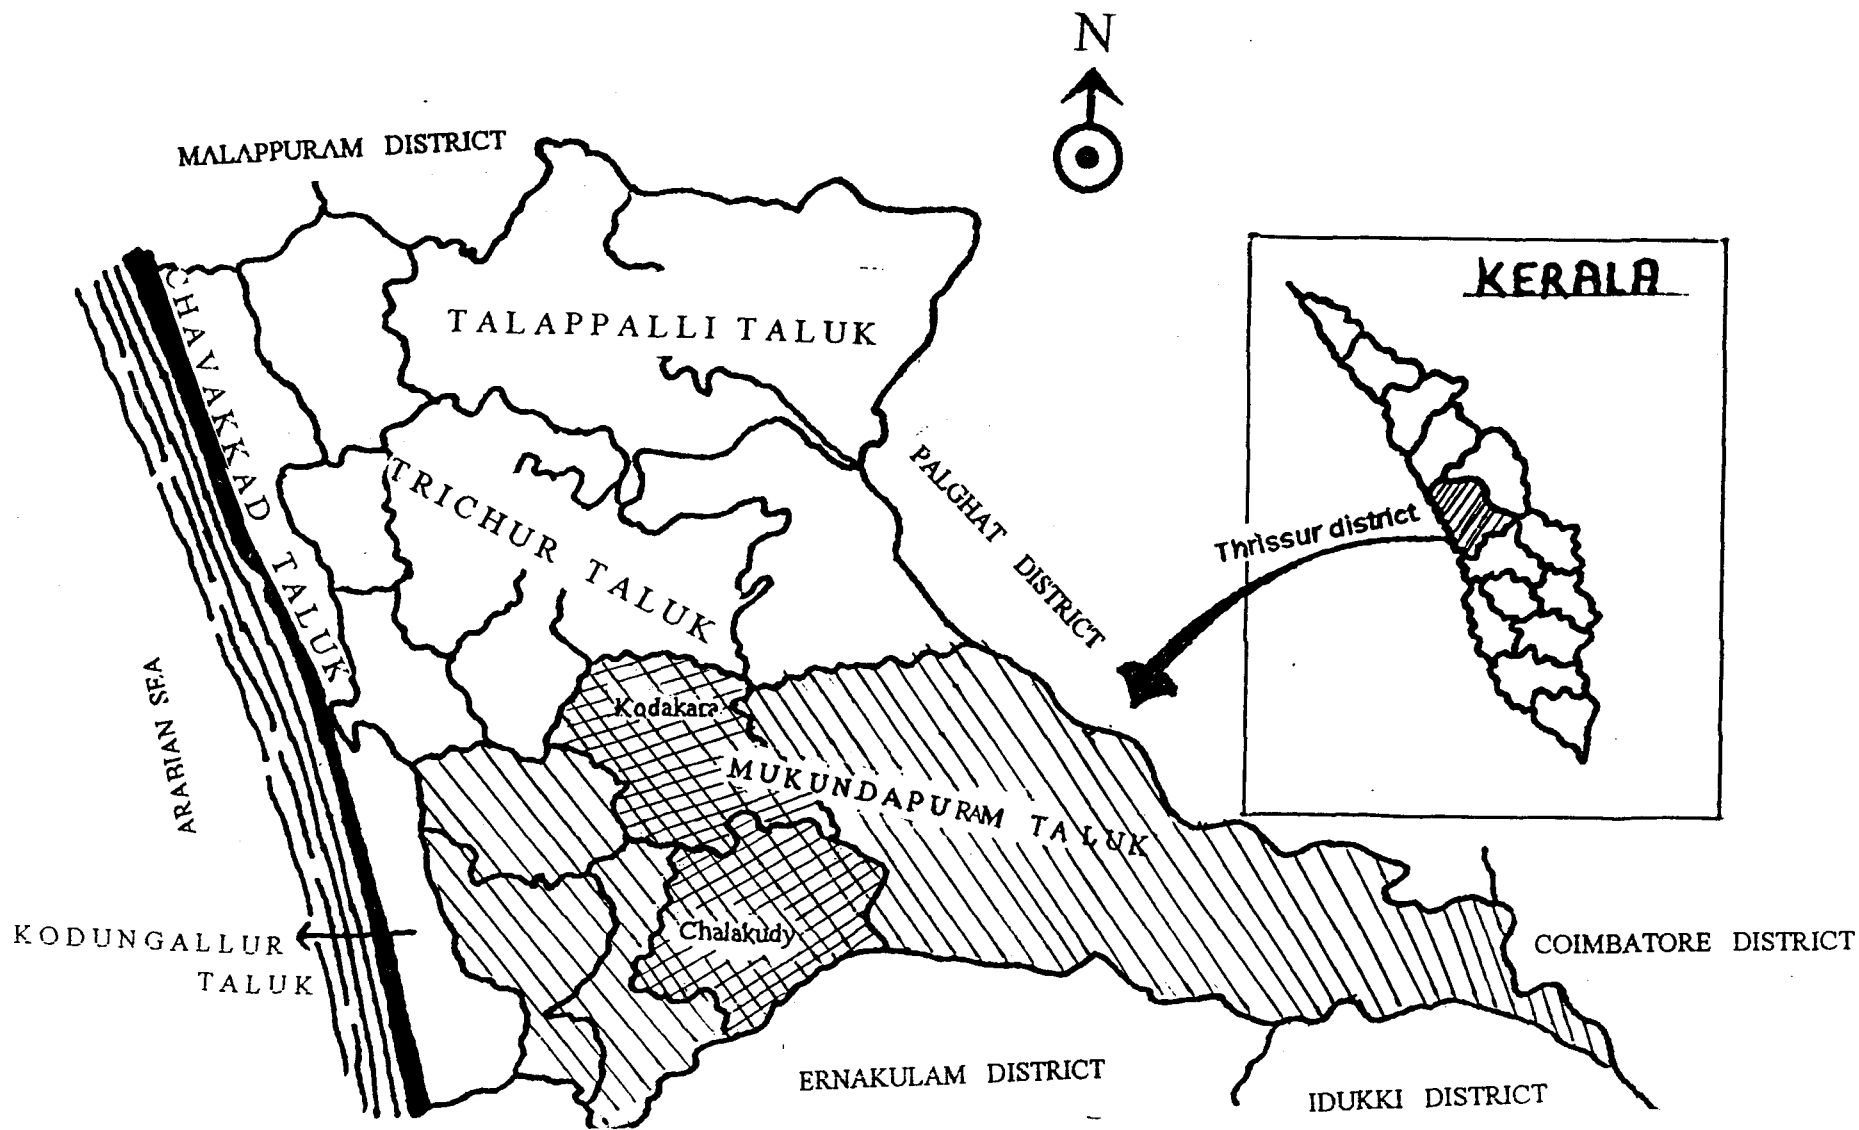 N
MALAPPURAM DISTRICT
KERALA
CHAVAKKAD TALUK
TALAPPALLI TALUK
TRICHUR TALUK
PALGHAT DISTRICT
Thrissur district
ARABIAN SEA
Kodakara
MUKUNDAPURAM TALUK
Chalakudy
KODUNGALLUR
TALUK
COIMBATORE DISTRICT
ERNAKULAM DISTRICT
IDUKKI DISTRICT